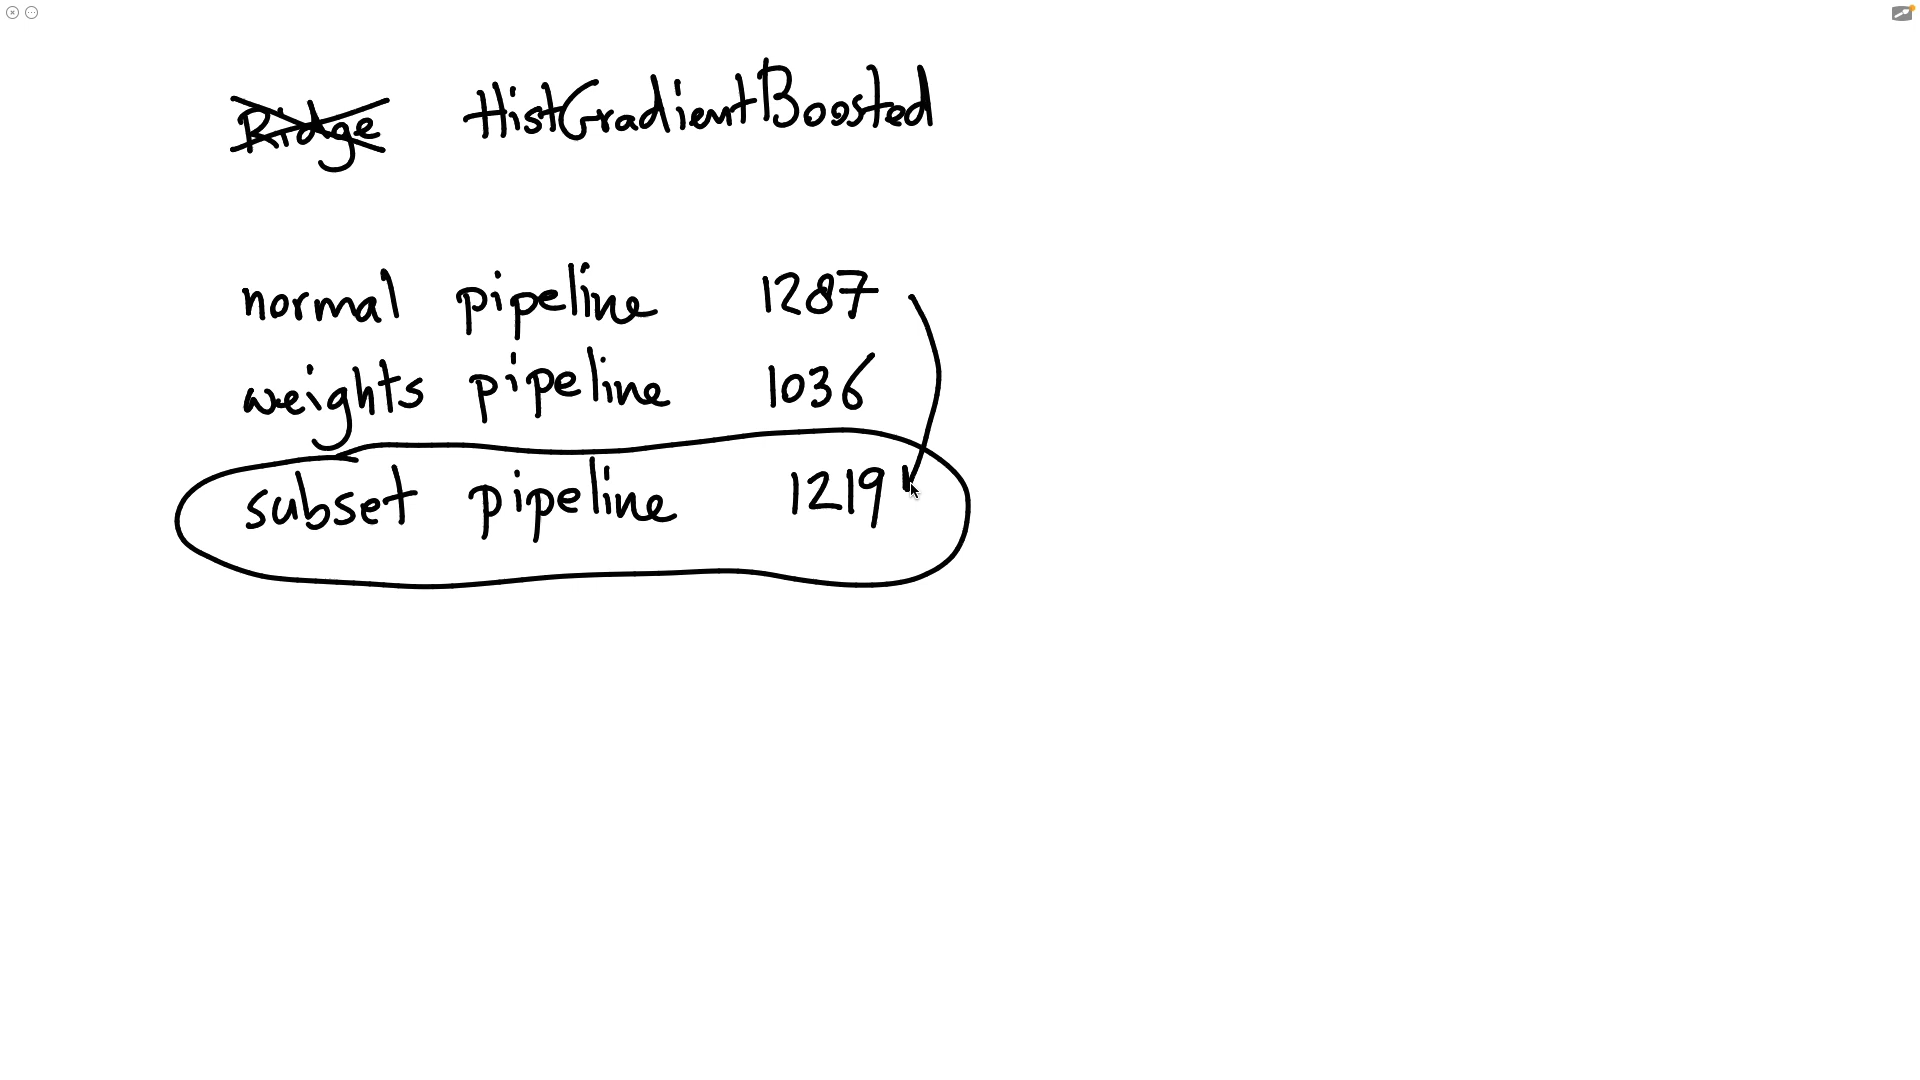 Ridge HistGradientBoosted
normal pipeline 1287
weights pipeline 1036
subset pipeline 1219